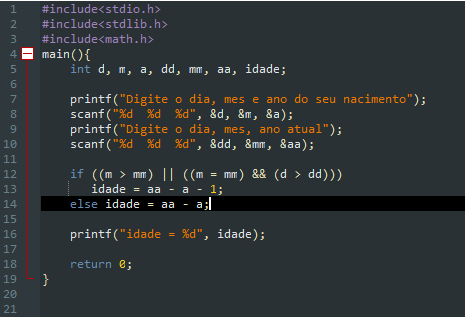 1 #include<stdio.h>
2 #include<stdlib.h>
3 #include<math.h>
4 main(){
5 int d, m, a, dd, mm, aa, idade;
6
7 printf("Digite o dia, mes e ano do seu nacimento");
8 scanf("%d %d %d", &d, &m, &a);
9 printf("Digite o dia, mes, ano atual");
10 scanf("%d %d %d", &dd, &mm, &aa);
11
12 if ((m > mm) || ((m = mm) && (d > dd)))
13 idade = aa - a - 1;
14 else idade = aa - a;
15
16 printf("idade = %d", idade);
17
18 return 0;
19 }
20
21